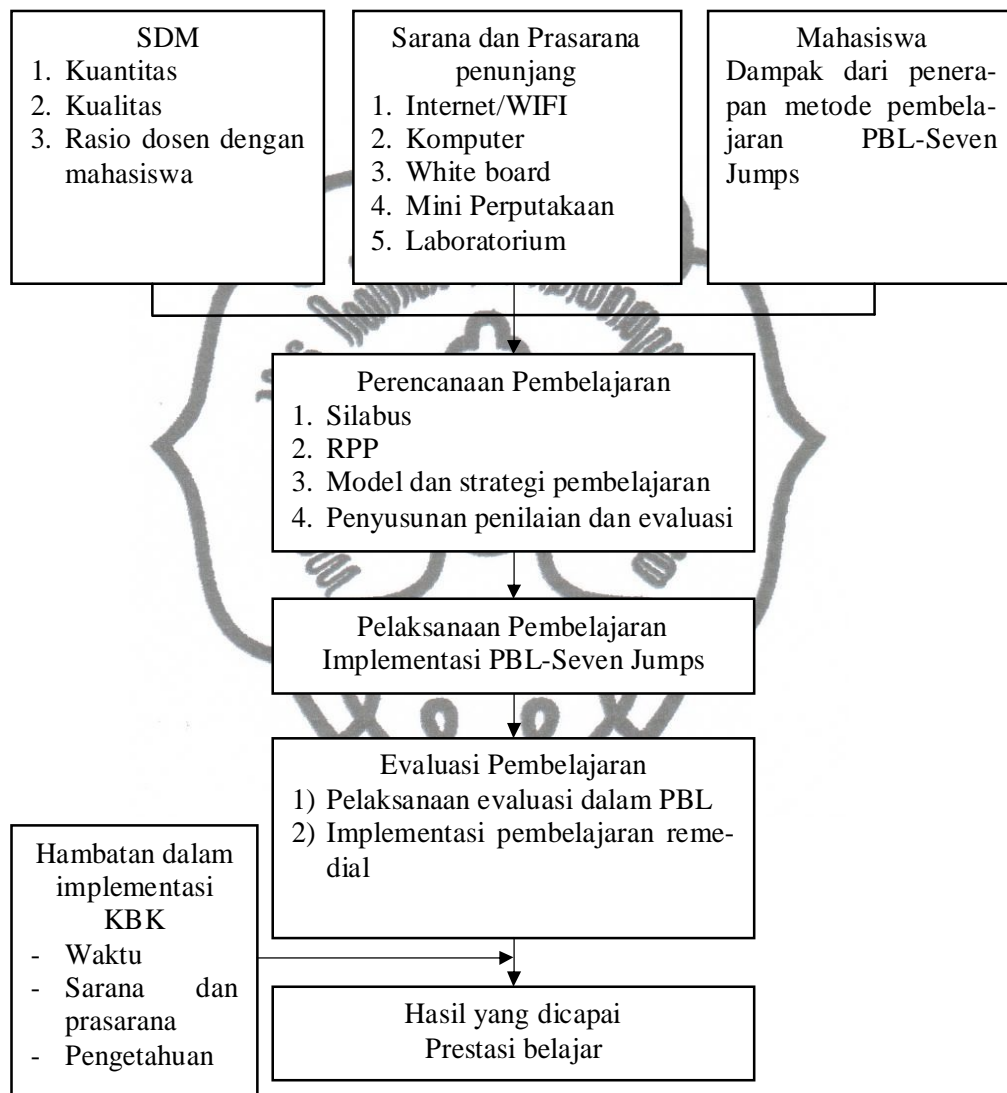 SDM
1. Kuantitas
2. Kualitas
3. Rasio dosen dengan
mahasiswa
Sarana dan Prasarana
penunjang
1. Internet/WIFI
2. Komputer
3. White board
4. Mini Perputakaan
5. Laboratorium
Mahasiswa
Dampak dari penera-
pan metode pembela-
jaran PBL-Seven
Jumps
Perencanaan Pembelajaran
1. Silabus
2. RPP
3. Model dan strategi pembelajaran
4. Penyusunan penilaian dan evaluasi
Pelaksanaan Pembelajaran
Implementasi PBL-Seven Jumps
Evaluasi Pembelajaran
1) Pelaksanaan evaluasi dalam PBL
2) Implementasi pembelajaran reme-
dial
Hambatan dalam
implementasi
KBK
- Waktu
- Sarana dan
prasarana
- Pengetahuan
Hasil yang dicapai
Prestasi belajar